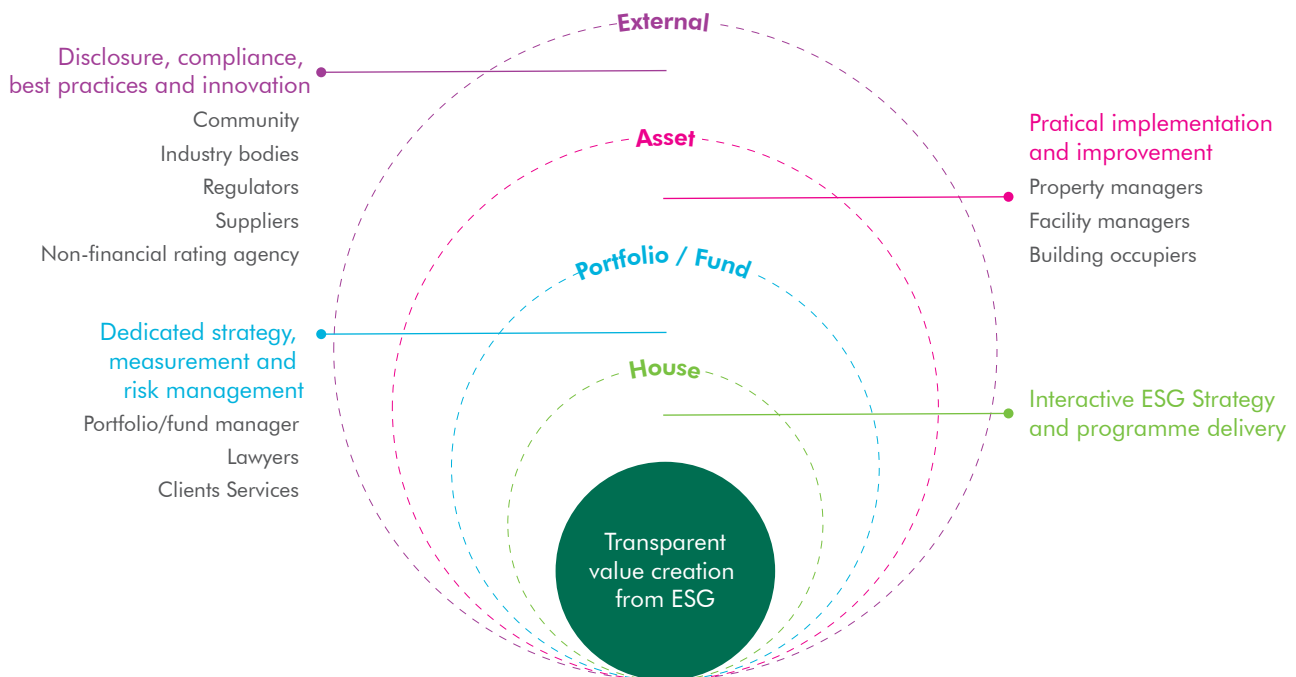 External
Disclosure, compliance,
best practices and innovation
Community
Industry bodies
Regulators
Suppliers
Non-financial rating agency
Asset
Pratical implementation
and improvement
Property managers
Facility managers
Building occupiers
Portfolio / Fund
Dedicated strategy,
measurement and
risk management
Portfolio/fund manager
Lawyers
Clients Services
House
Interactive ESG Strategy
and programme delivery
Transparent
value creation
from ESG